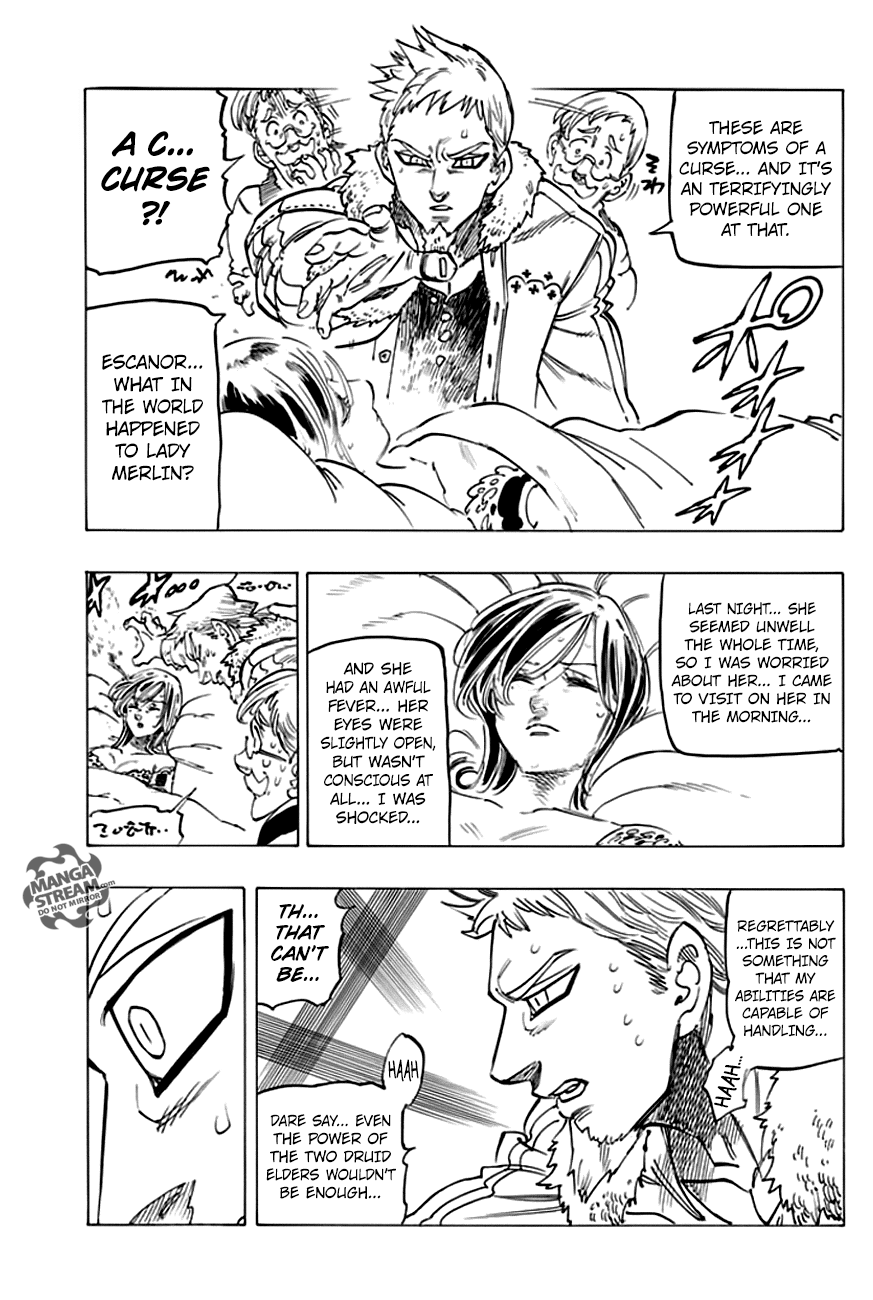 THESE ARE
SYMPTOMS OF A
CURSE... AND IT'S
AN TERRIFYINGLY
POWERFUL ONE
AT THAT.
A C...
CURSE
?!
ESCANOR...
WHAT IN
THE WORLD
HAPPENED
TO LADY
MERLIN?
LAST NIGHT... SHE
SEEMED UNWELL
THE WHOLE TIME,
SO I WAS WORRIED
ABOUT HER... I CAME
TO VISIT ON HER IN
THE MORNING...
AND SHE
HAD AN AWFUL
FEVER... HER
EYES WERE
SLIGHTLY OPEN,
BUT WASN'T
CONSCIOUS AT
ALL... I WAS
SHOCKED...
REGRETTABLY
...THIS IS NOT
SOMETHING
THAT MY
ABILITIES ARE
CAPABLE OF
HANDLING...
HAAH...
TH...
THAT
CAN'T
BE...
HAAH
DARE SAY... EVEN
THE POWER OF
THE TWO DRUID
ELDERS WOULDN'T
BE ENOUGH...
MANGA
STREAM.com
DO NOT MIRROR